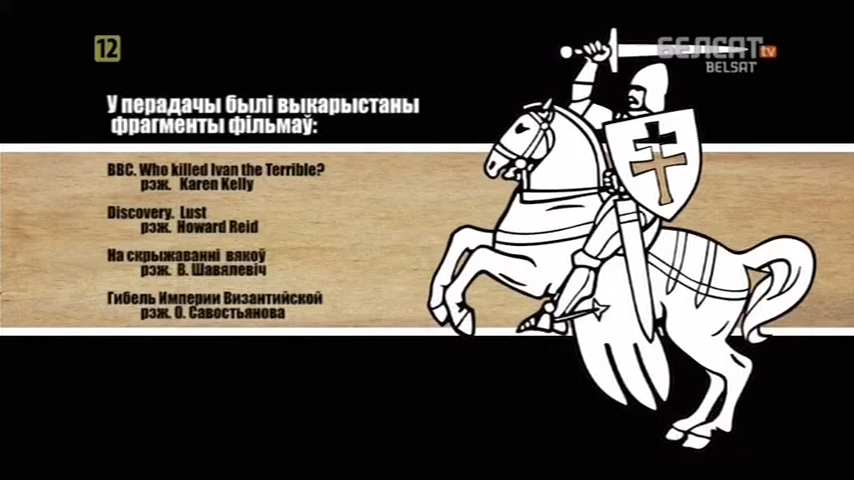 12
БЕЛСАТ tv
BELSAT
У перадачы былі выкарыстаны
фрагменты фільмаў:
BBC. Who killed Ivan the Terrible?
рэж. Karen Kelly
Discovery. Lust
рэж. Howard Reid
На скрыжаванні вякоў
рэж. В. Шавялевіч
Гибель Империи Византийской
рэж. О. Савостьянова